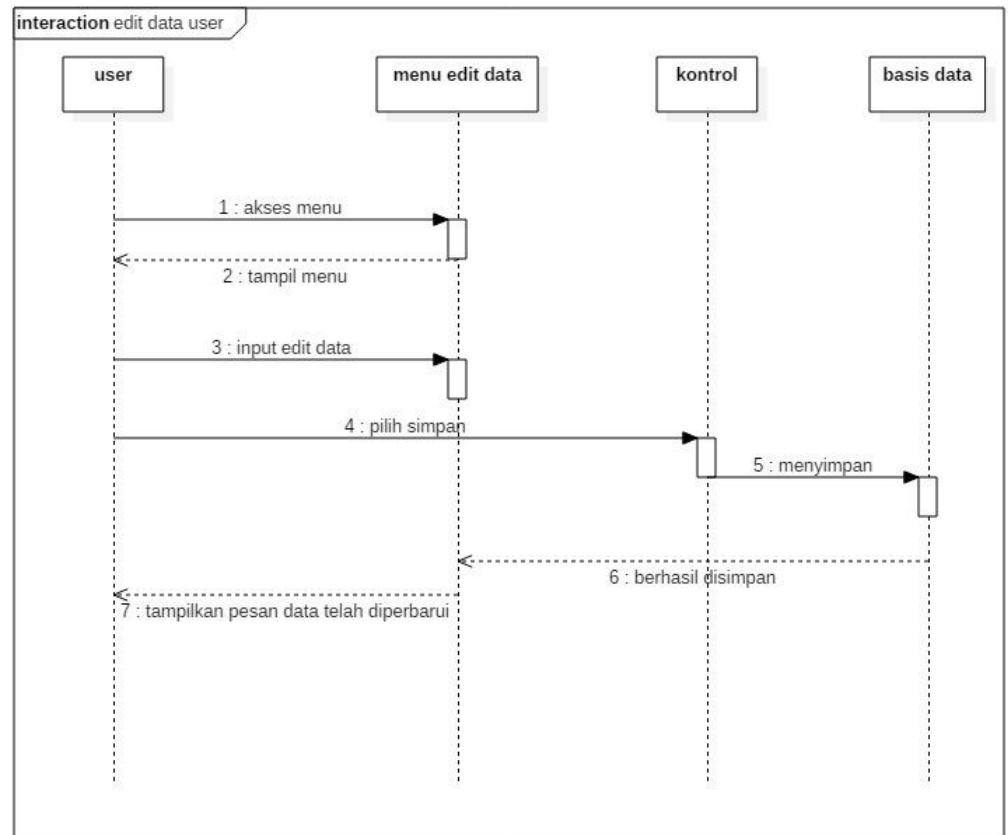 interaction edit data user
user
menu edit data
kontrol
basis data
1 : akses menu
2 : tampil menu
3 : input edit data
4 : pilih simpan
5 : menyimpan
6 : berhasil disimpan
7 : tampilkan pesan data telah diperbarui